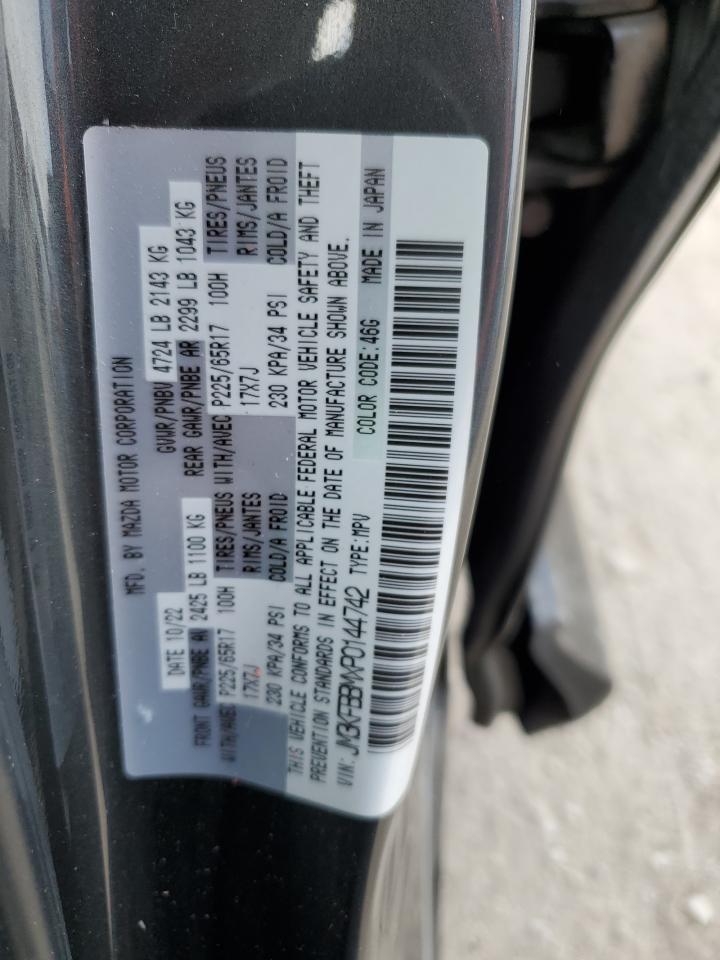 MFD. BY MAZDA MOTOR CORPORATION
DATE 10/22 GVWR/PNBV 4724 LB 2143 KG
FRONT GAWR/PNBE AV 2425 LB 1100 KG REAR GAWR/PNBE AR 2299 LB 1043 KG
WITH/AVEC P225/65R17 100H TIRES/PNEUS WITH/AVEC P225/65R17 100H TIRES/PNEUS
17X7J RIMS/JANTES 17X7J RIMS/JANTES
230 KPA/34 PSI COLD/A FROID 230 KPA/34 PSI COLD/A FROID
THIS VEHICLE CONFORMS TO ALL APPLICABLE FEDERAL MOTOR VEHICLE SAFETY AND THEFT
PREVENTION STANDARDS IN EFFECT ON THE DATE OF MANUFACTURE SHOWN ABOVE.
VIN: JM3KFBBMXP0144742 TYPE:MPV COLOR CODE:46G MADE IN JAPAN